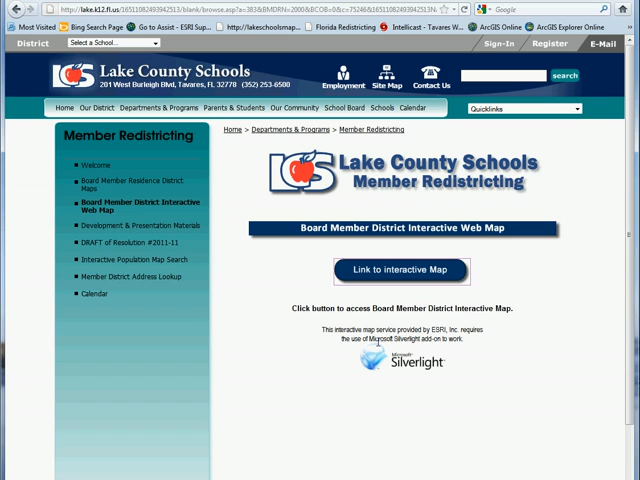 http://lake.k12.fl.us/16511082493942513/blank/browse.asp?a=383&BMDRN=2000&BCOB=0&c=75246&16511082493942513N
Google
Most Visited Bing Search Page Go to Assist - ESRI Sup... http://lakeschoolsmap... Florida Redistricting Intellicast - Tavares W... ArcGIS Online ArcGIS Explorer Online
District Select a School... Sign-In Register E-Mail
LCS Lake County Schools
201 West Burleigh Blvd, Tavares, FL 32778 (352) 253-6500
Employment Site Map Contact Us search
Home Our District Departments & Programs Parents & Students Our Community School Board Schools Calendar Quicklinks
Member Redistricting
Home > Departments & Programs > Member Redistricting
Welcome
Board Member Residence District
Maps
Board Member District Interactive
Web Map
Development & Presentation Materials
DRAFT of Resolution #2011-11
Interactive Population Map Search
Member District Address Lookup
Calendar
LCS Lake County Schools
Member Redistricting
Board Member District Interactive Web Map
Link to interactive Map
Click button to access Board Member District Interactive Map.
This interactive map service provided by ESRI, Inc. requires
the use of Microsoft Silverlight add-on to work.
Microsoft
Silverlight